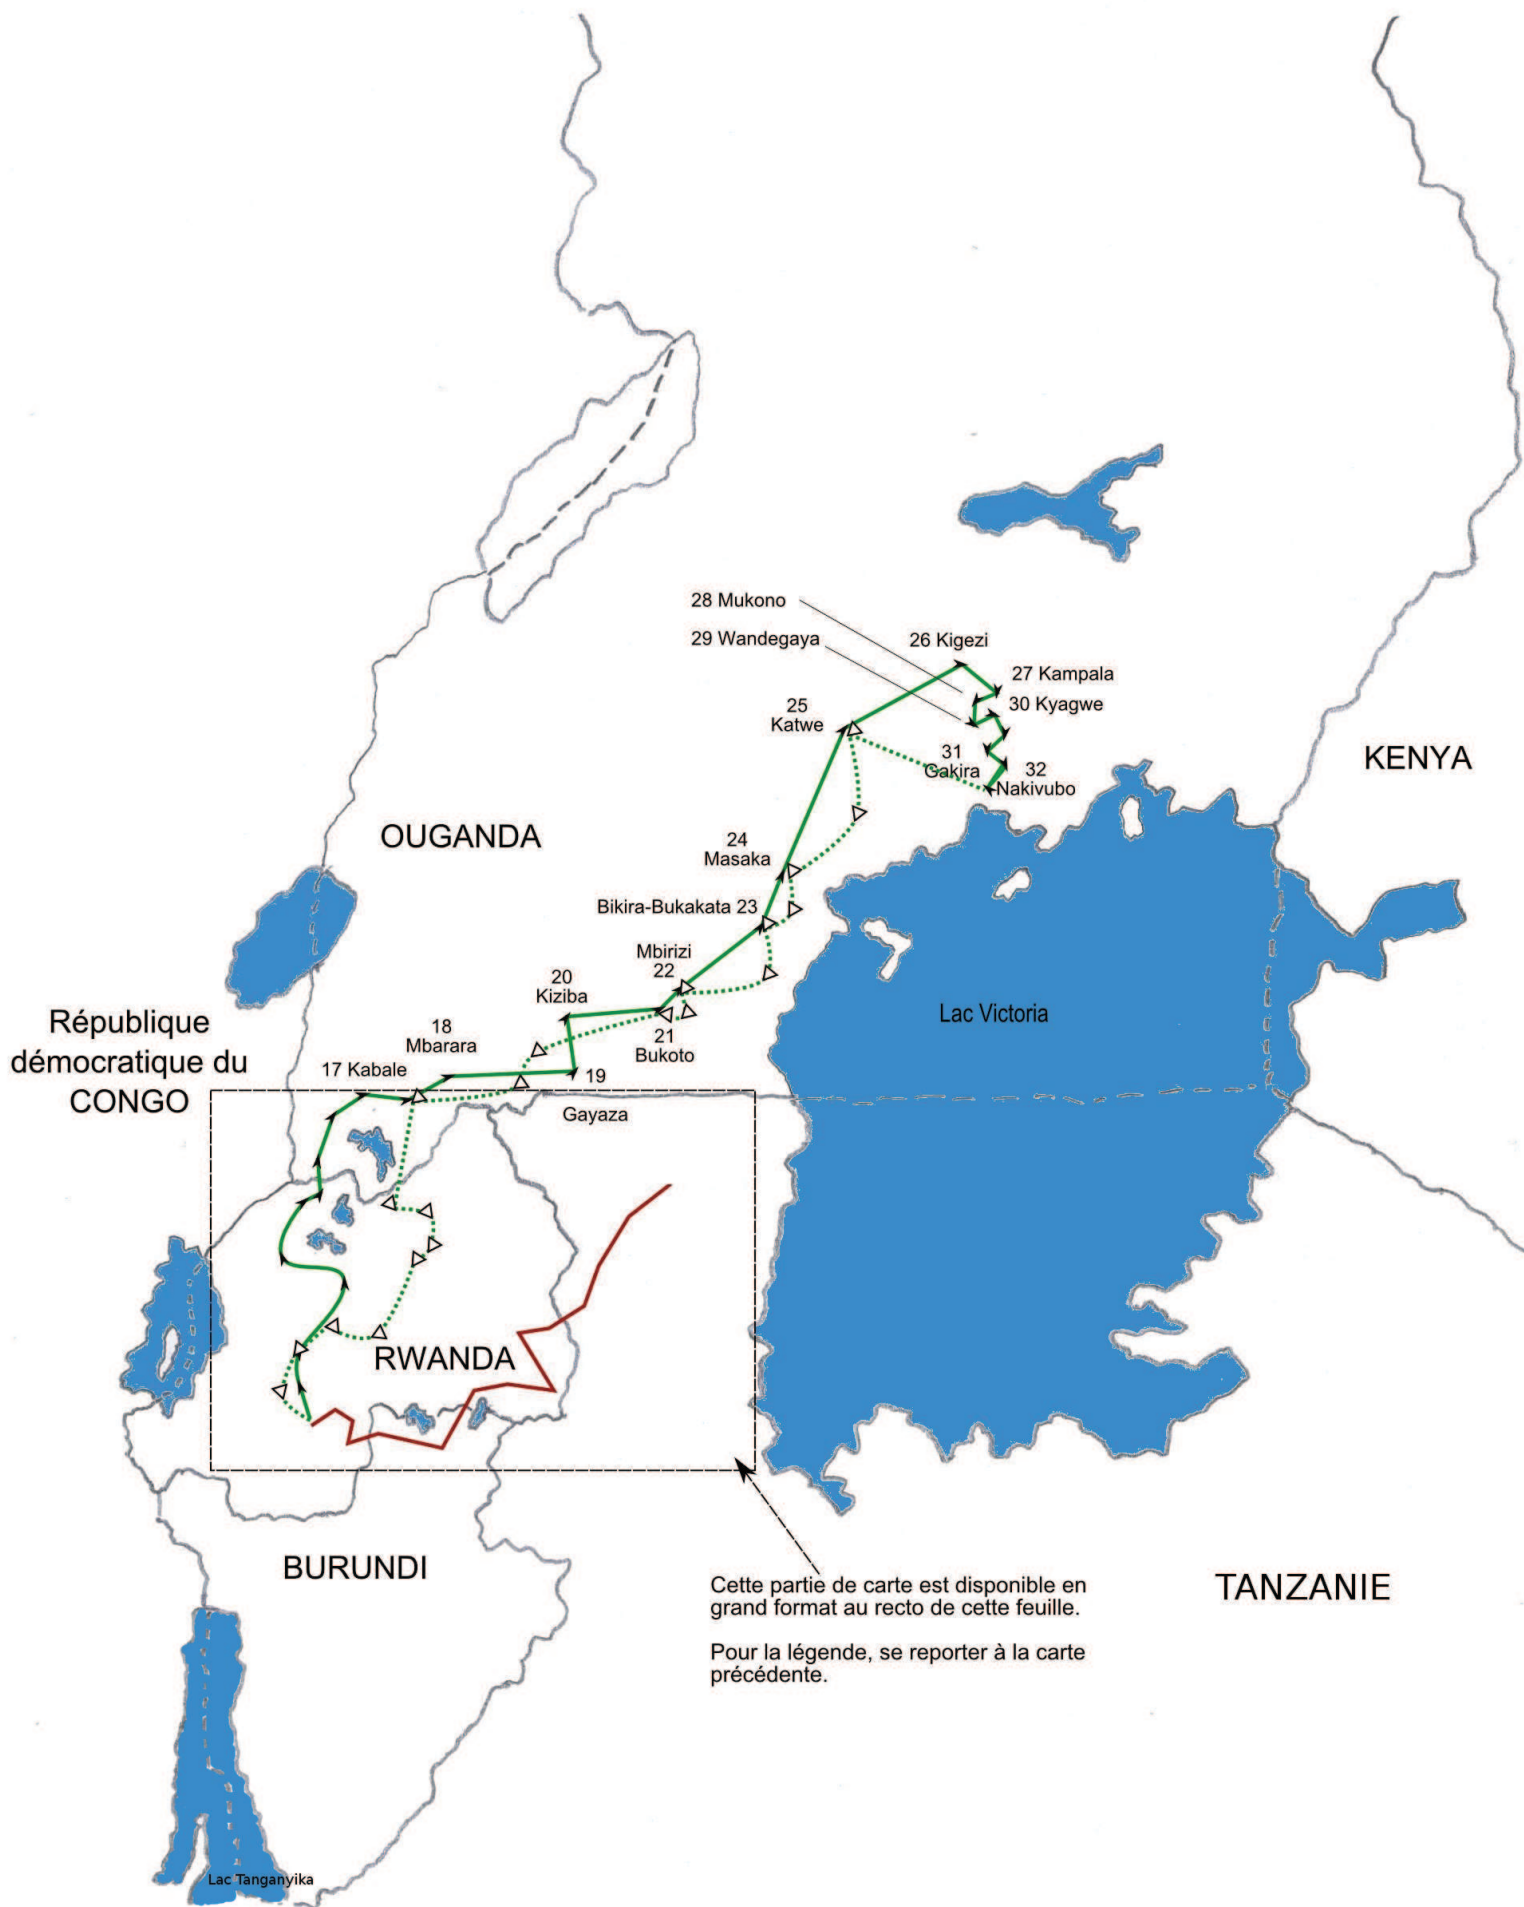 28 Mukono
29 Wandegaya
26 Kigezi
27 Kampala
30 Kyagwe
25
Katwe
31
Gakira
32
Nakivubo
KENYA
OUGANDA
24
Masaka
Bikira-Bukakata 23
Mbirizi
22
20
Kiziba
21
Bukoto
Lac Victoria
République
démocratique du
CONGO
18
Mbarara
17 Kabale
19
Gayaza
RWANDA
BURUNDI
TANZANIE
Cette partie de carte est disponible en
grand format au recto de cette feuille.
Pour la légende, se reporter à la carte
précédente.
Lac Tanganyika